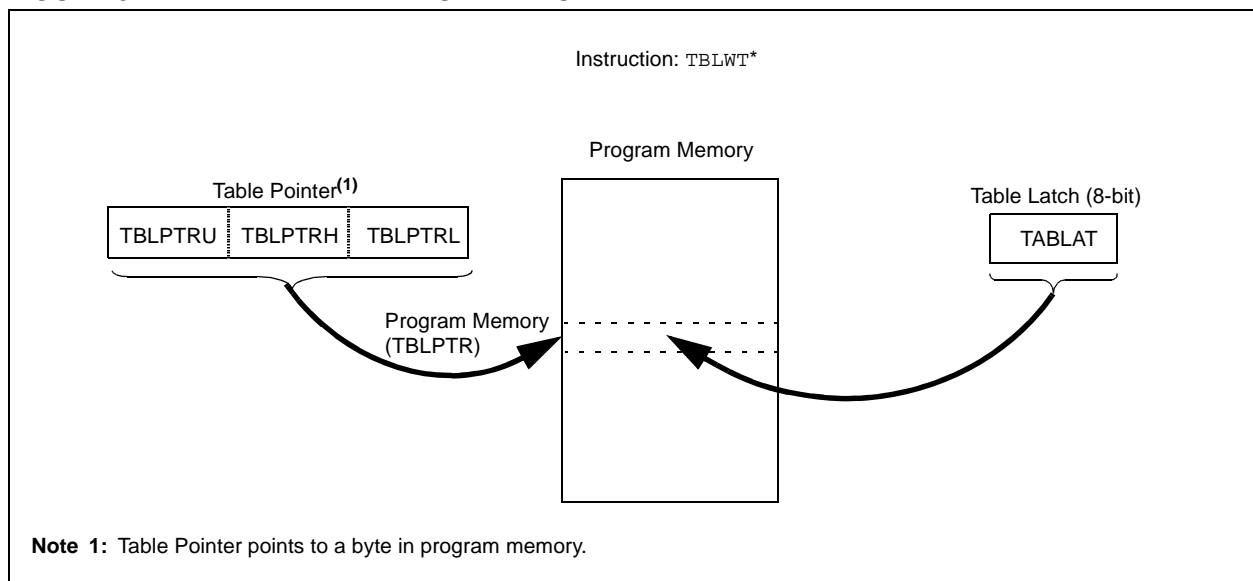 Instruction: TBLWT*
Program Memory
Table Pointer(1)
TBLPTRU TBLPTRH TBLPTRL
Table Latch (8-bit)
TABLAT
Program Memory
(TBLPTR)
Note 1: Table Pointer points to a byte in program memory.